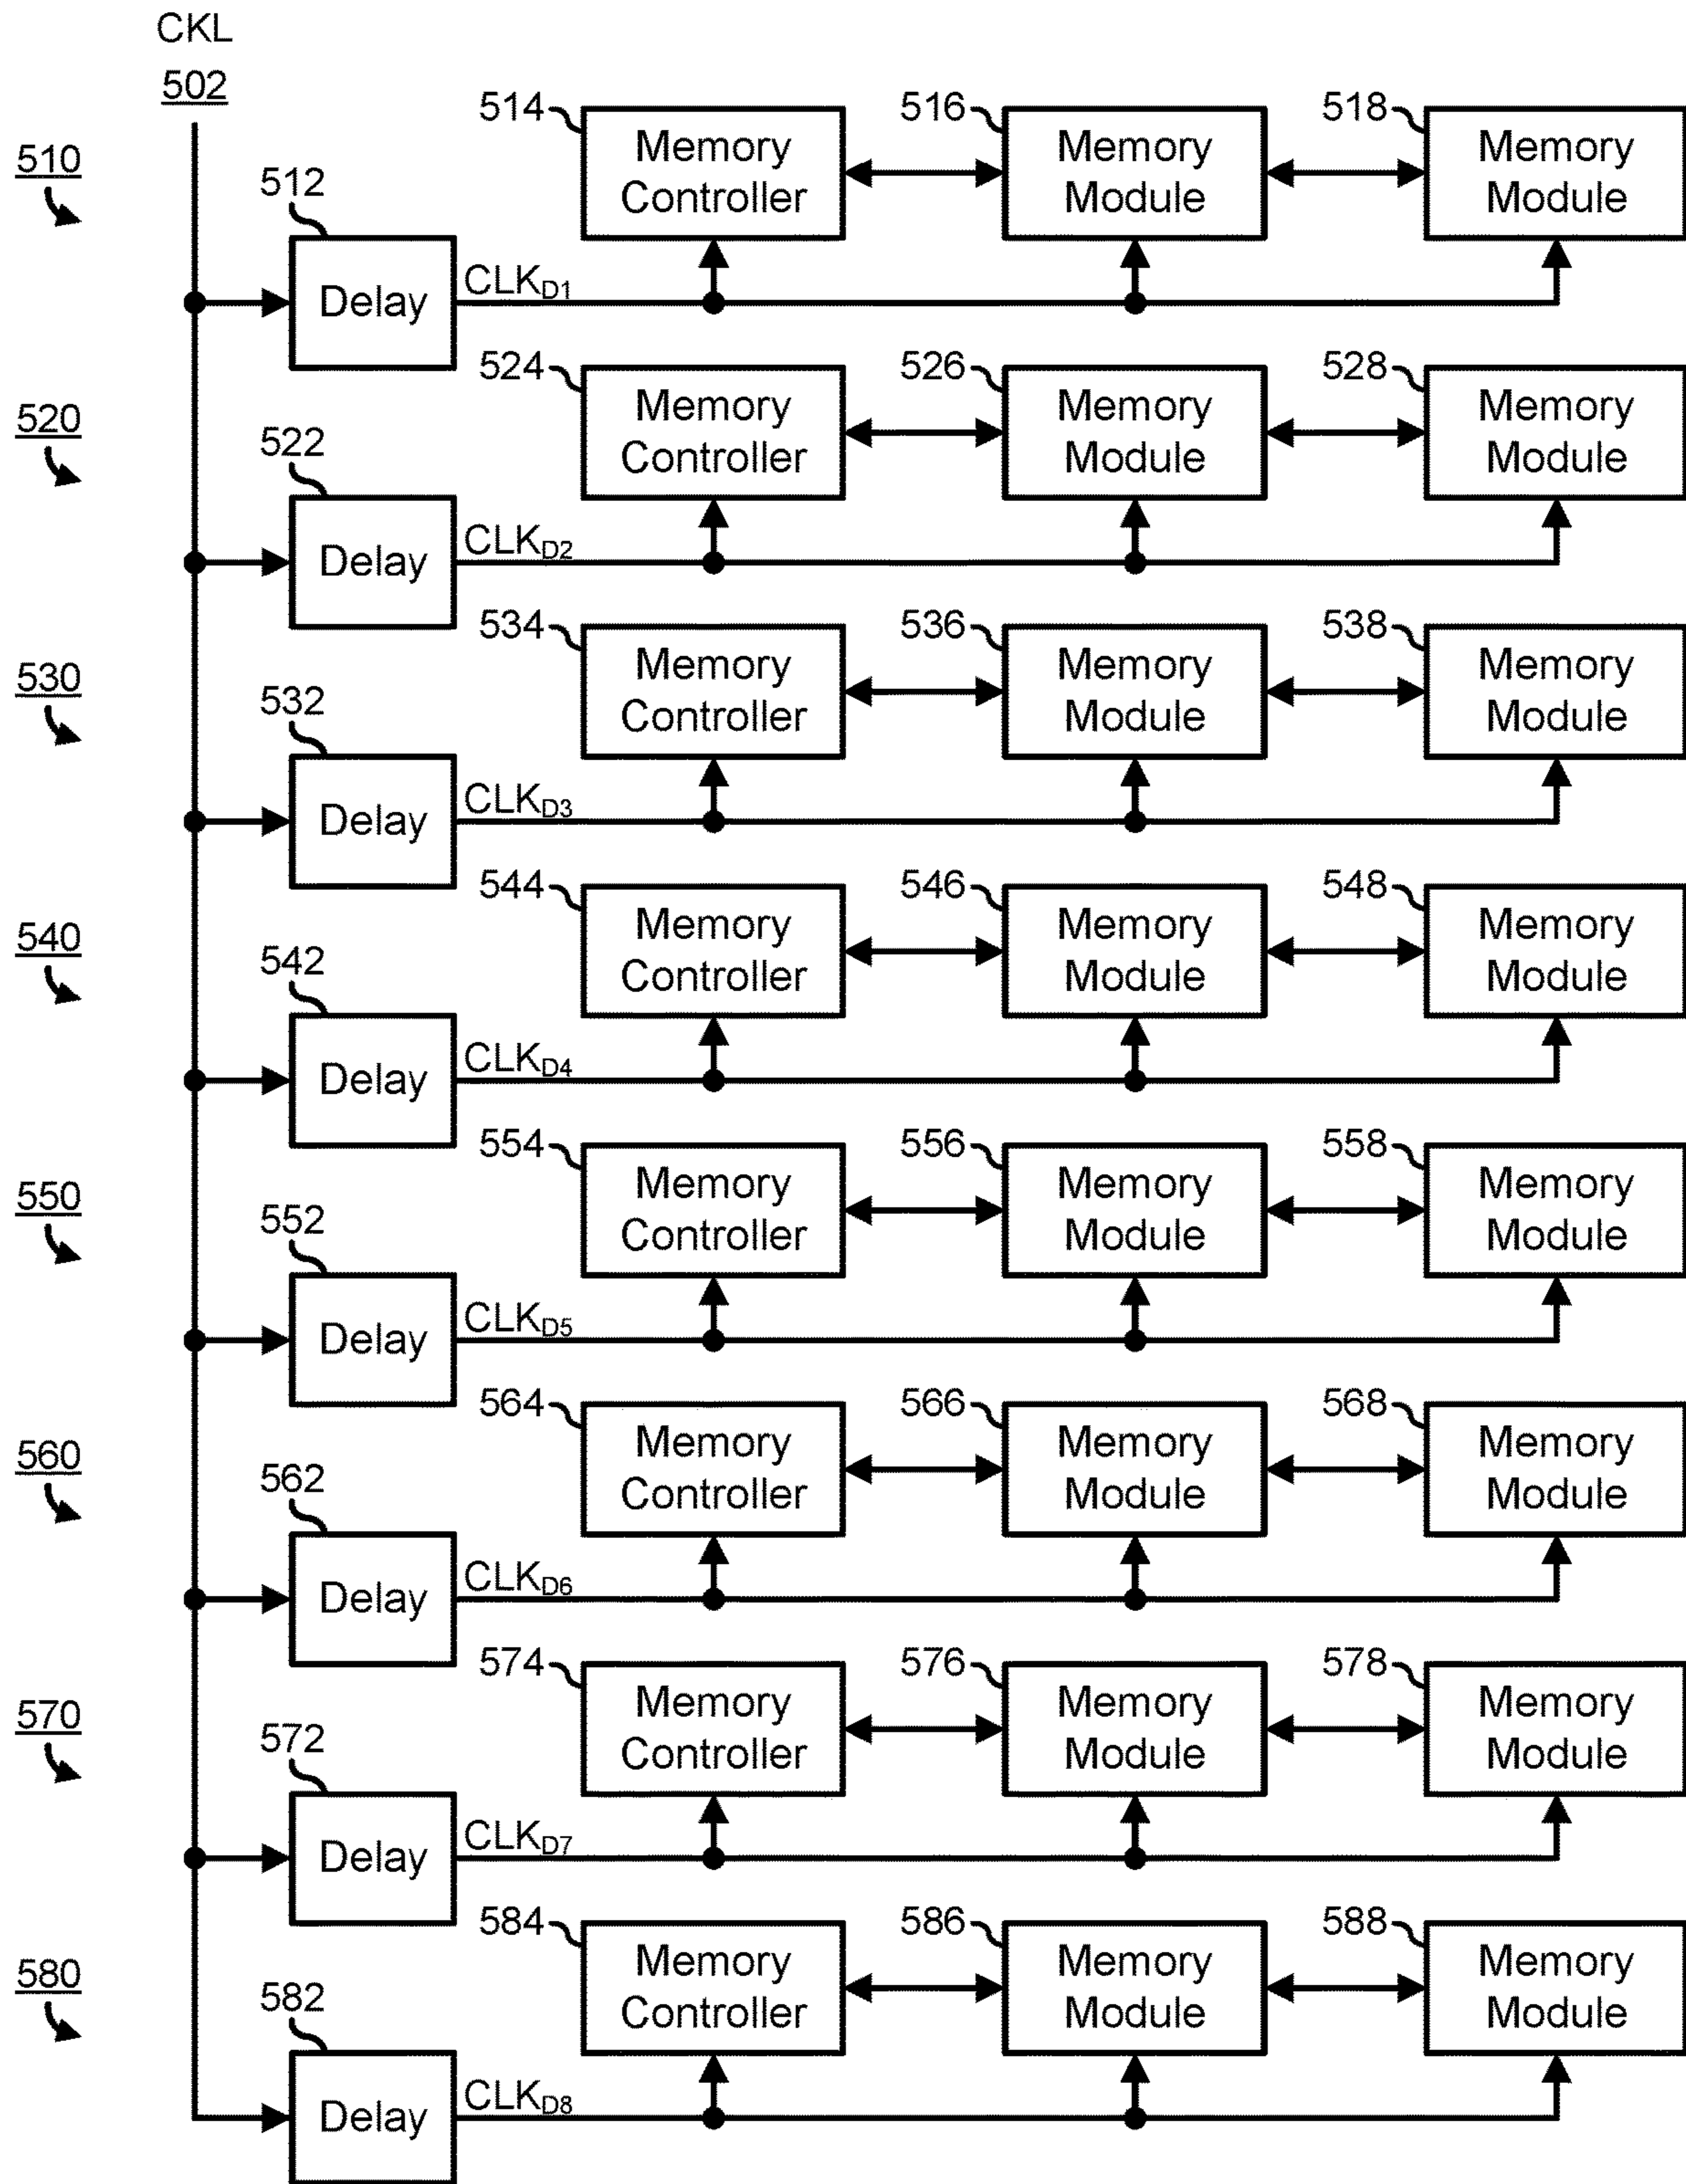 CKL
502
510
512
514
Memory
Controller
516
Memory
Module
518
Memory
Module
Delay
CLKD1
520
522
524
Memory
Controller
526
Memory
Module
528
Memory
Module
Delay
CLKD2
530
532
534
Memory
Controller
536
Memory
Module
538
Memory
Module
Delay
CLKD3
540
542
544
Memory
Controller
546
Memory
Module
548
Memory
Module
Delay
CLKD4
550
552
554
Memory
Controller
556
Memory
Module
558
Memory
Module
Delay
CLKD5
560
562
564
Memory
Controller
566
Memory
Module
568
Memory
Module
Delay
CLKD6
570
572
574
Memory
Controller
576
Memory
Module
578
Memory
Module
Delay
CLKD7
580
582
584
Memory
Controller
586
Memory
Module
588
Memory
Module
Delay
CLKD8